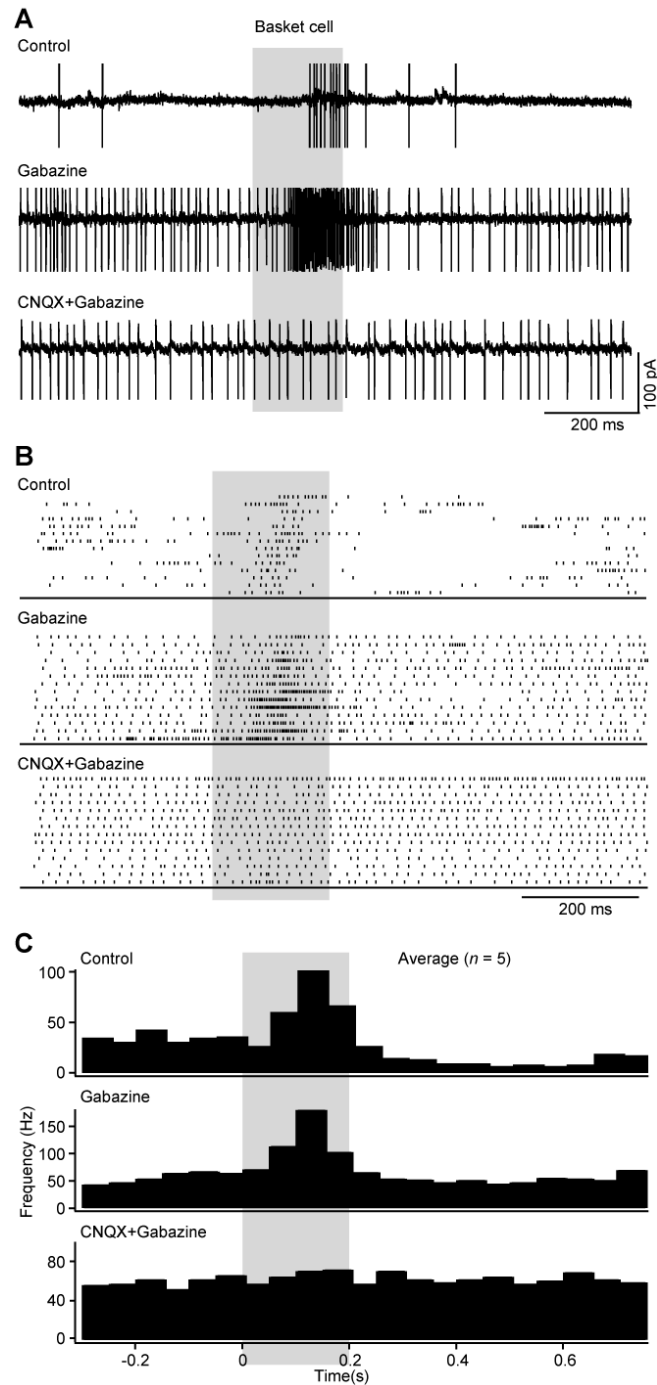 A
Basket cell
Control
Gabazine
CNQX+Gabazine
100 pA
200 ms
B
Control
Gabazine
CNQX+Gabazine
200 ms
C
Control
Average (n = 5)
100
50
0
Gabazine
150
100
50
0
Frequency (Hz)
CNQX+Gabazine
80
40
0
-0.2 0 0.2 0.4 0.6
Time(s)